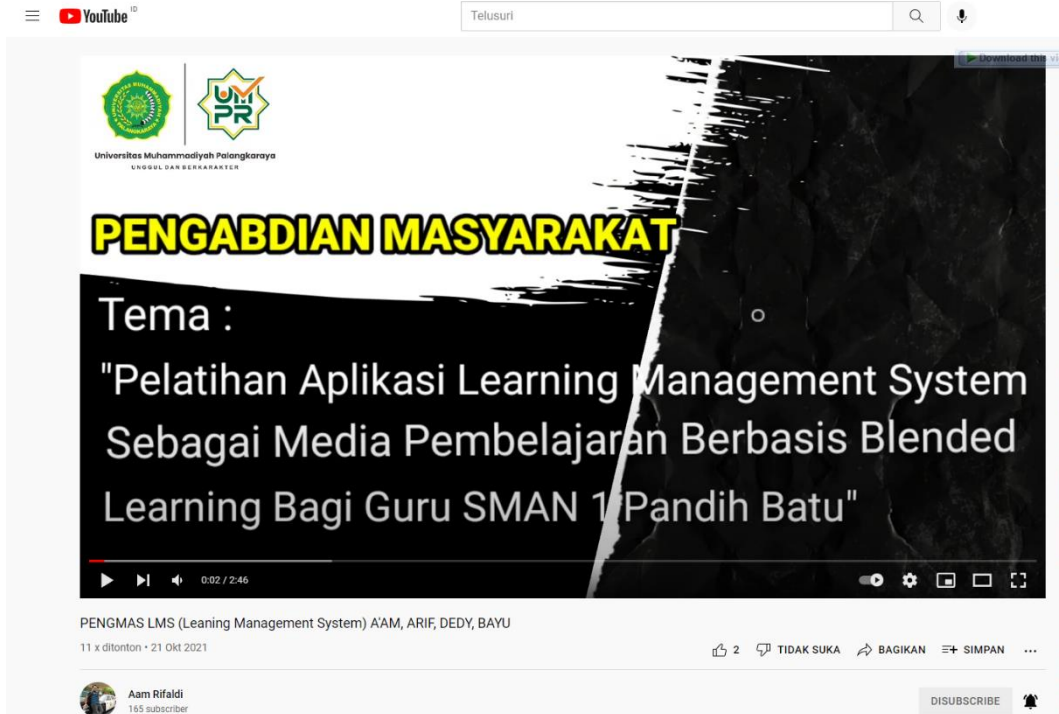 YouTube ID
Telusuri
Download this vi
UM
PR
Universitas Muhammadiyah Palangkaraya
UNGGUL DAN BERKARAKTER
PENGABDIAN MASYARAKAT
Tema :
"Pelatihan Aplikasi Learning Management System
Sebagai Media Pembelajaran Berbasis Blended
Learning Bagi Guru SMAN 1 Pandih Batu"
0:02 / 2:46
PENGMAS LMS (Leaning Management System) A'AM, ARIF, DEDY, BAYU
11 x ditonton • 21 Okt 2021
2 TIDAK SUKA BAGIKAN SIMPAN
Aam Rifaldi
165 subscriber
DISUBSCRIBE